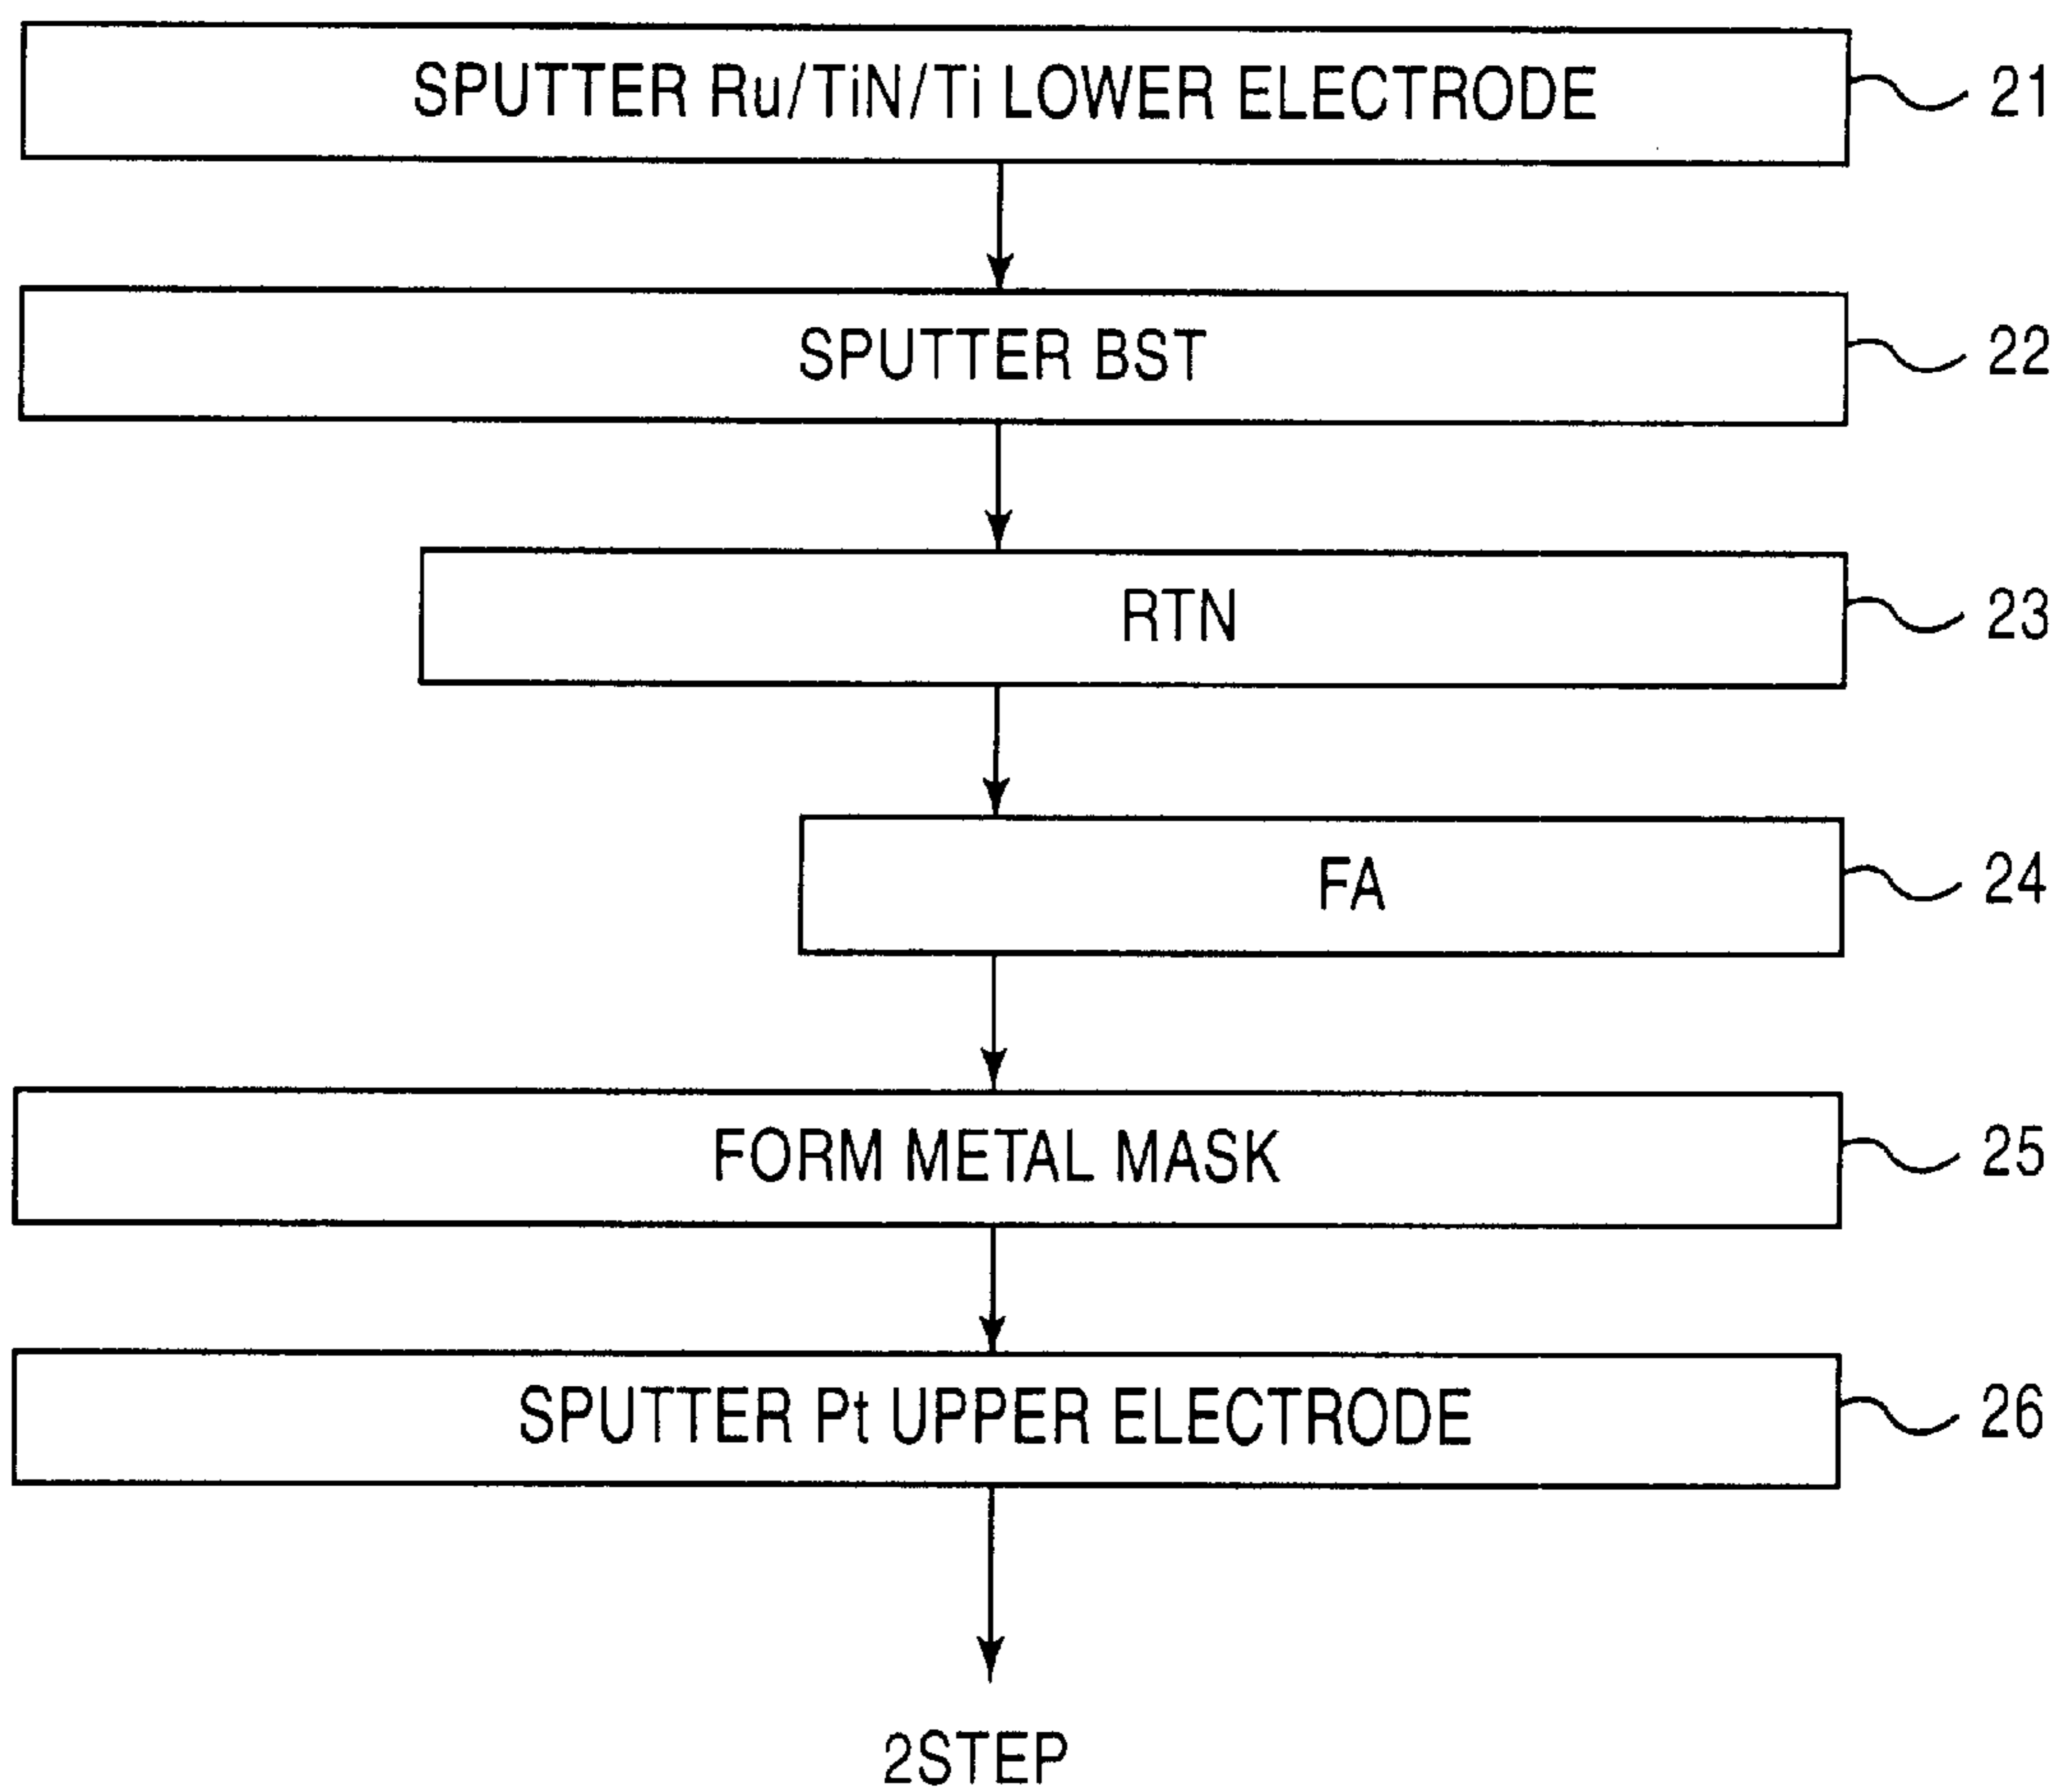 SPUTTER Ru/TiN/Ti LOWER ELECTRODE 21
SPUTTER BST 22
RTN 23
FA 24
FORM METAL MASK 25
SPUTTER Pt UPPER ELECTRODE 26
2STEP